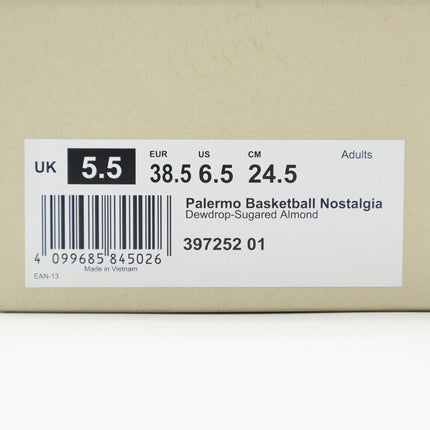 UK 5.5 EUR 38.5 US 6.5 CM 24.5 Adults
Palermo Basketball Nostalgia
Dewdrop-Sugared Almond
397252 01
4 099685 845026
Made in Vietnam
EAN-13